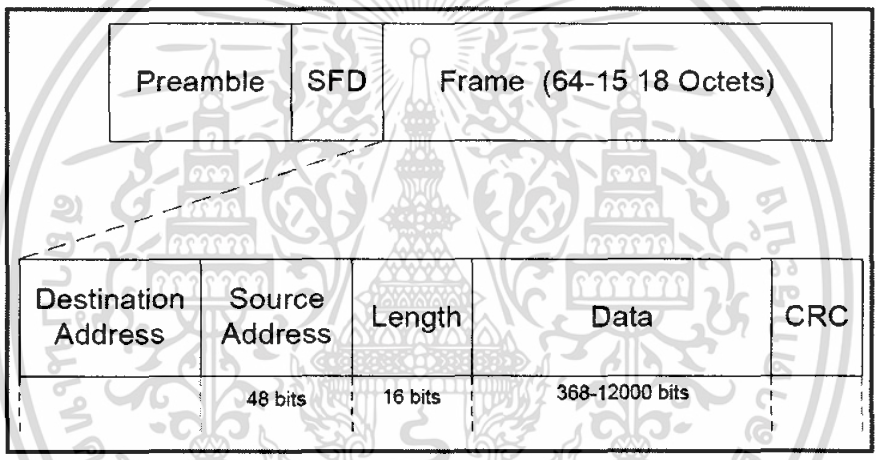 Preamble SFD Frame (64-15 18 Octets)
Destination Address
Source Address
Length
Data
CRC
48 bits
16 bits
368-12000 bits